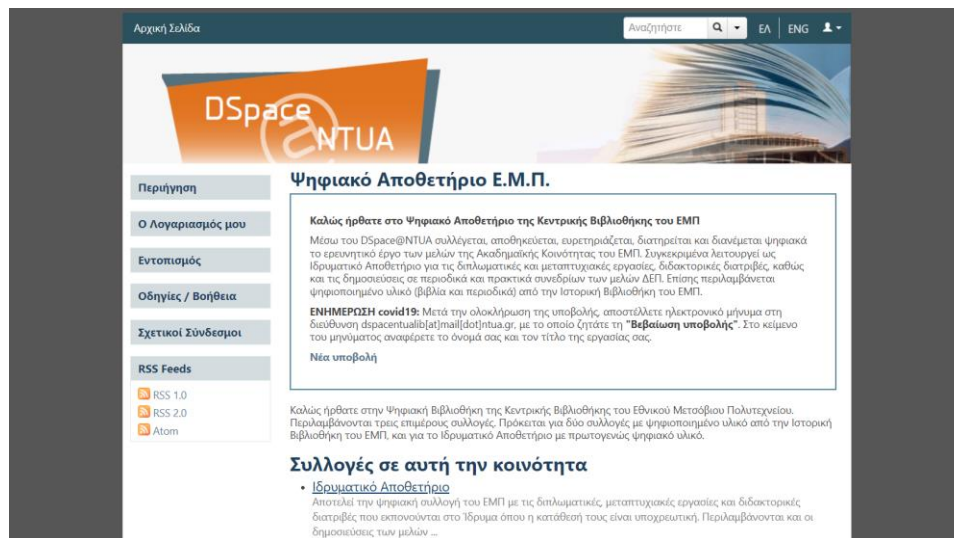 Αρχική Σελίδα
Αναζητήστε
ΕΛ
ENG
DSpace
@
NTUA
Περιήγηση
Ο Λογαριασμός μου
Εντοπισμός
Οδηγίες / Βοήθεια
Σχετικοί Σύνδεσμοι
RSS Feeds
RSS 1.0
RSS 2.0
Atom
Ψηφιακό Αποθετήριο Ε.Μ.Π.
Καλώς ήρθατε στο Ψηφιακό Αποθετήριο της Κεντρικής Βιβλιοθήκης του ΕΜΠ
Μέσω του DSpace@NTUA συλλέγεται, αποθηκεύεται, ευρετηριάζεται, διατηρείται και διανέμεται ψηφιακά
το ερευνητικό έργο των μελών της Ακαδημαϊκής Κοινότητας του ΕΜΠ. Συγκεκριμένα λειτουργεί ως
Ιδρυματικό Αποθετήριο για τις διπλωματικές και μεταπτυχιακές εργασίες, διδακτορικές διατριβές, καθώς
και τις δημοσιεύσεις σε περιοδικά και πρακτικά συνεδρίων των μελών ΔΕΠ. Επίσης περιλαμβάνεται
ψηφιοποιημένο υλικό (βιβλία και περιοδικά) από την Ιστορική Βιβλιοθήκη του ΕΜΠ.
ΕΝΗΜΕΡΩΣΗ covid19: Μετά την ολοκλήρωση της υποβολής, αποστέλλετε ηλεκτρονικό μήνυμα στη
διεύθυνση dspacentualib[at]mail[dot]ntua.gr, με το οποίο ζητάτε τη "Βεβαίωση υποβολής". Στο κείμενο
του μηνύματος αναφέρετε το όνομά σας και τον τίτλο της εργασίας σας.
Νέα υποβολή
Καλώς ήρθατε στην Ψηφιακή Βιβλιοθήκη της Κεντρικής Βιβλιοθήκης του Εθνικού Μετσόβιου Πολυτεχνείου.
Περιλαμβάνονται τρεις επιμέρους συλλογές. Πρόκειται για δύο συλλογές με ψηφιοποιημένο υλικό από την Ιστορική
Βιβλιοθήκη του ΕΜΠ, και για το Ιδρυματικό Αποθετήριο με πρωτογενώς ψηφιακό υλικό.
Συλλογές σε αυτή την κοινότητα
• Ιδρυματικό Αποθετήριο
Αποτελεί την ψηφιακή συλλογή του ΕΜΠ με τις διπλωματικές, μεταπτυχιακές εργασίες και διδακτορικές
διατριβές που εκπονούνται στο Ίδρυμα όπου η κατάθεσή τους είναι υποχρεωτική. Περιλαμβάνονται και οι
δημοσιεύσεις των μελών ...